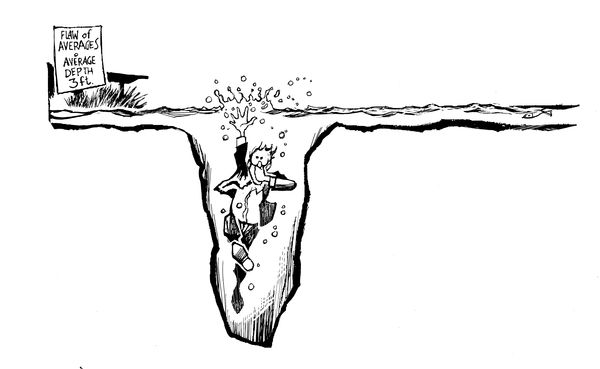 FLAW of
AVERAGES
AVERAGE
DEPTH
3 ft.